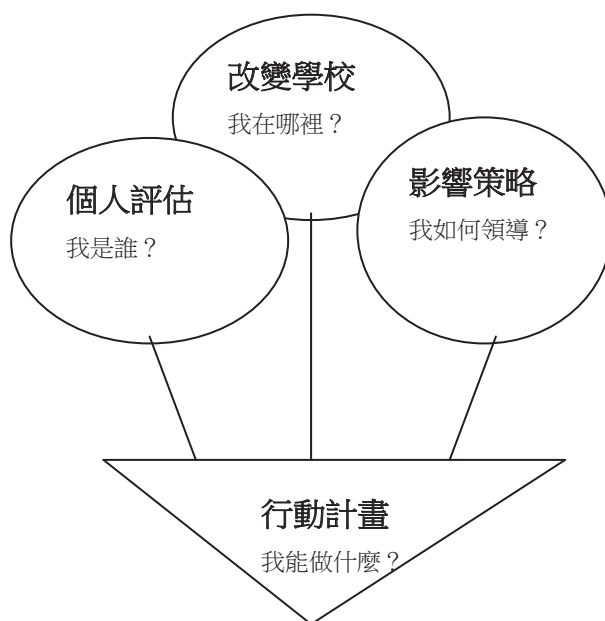 改變學校
我在哪裡？
個人評估
我是誰？
影響策略
我如何領導？
行動計畫
我能做什麼？